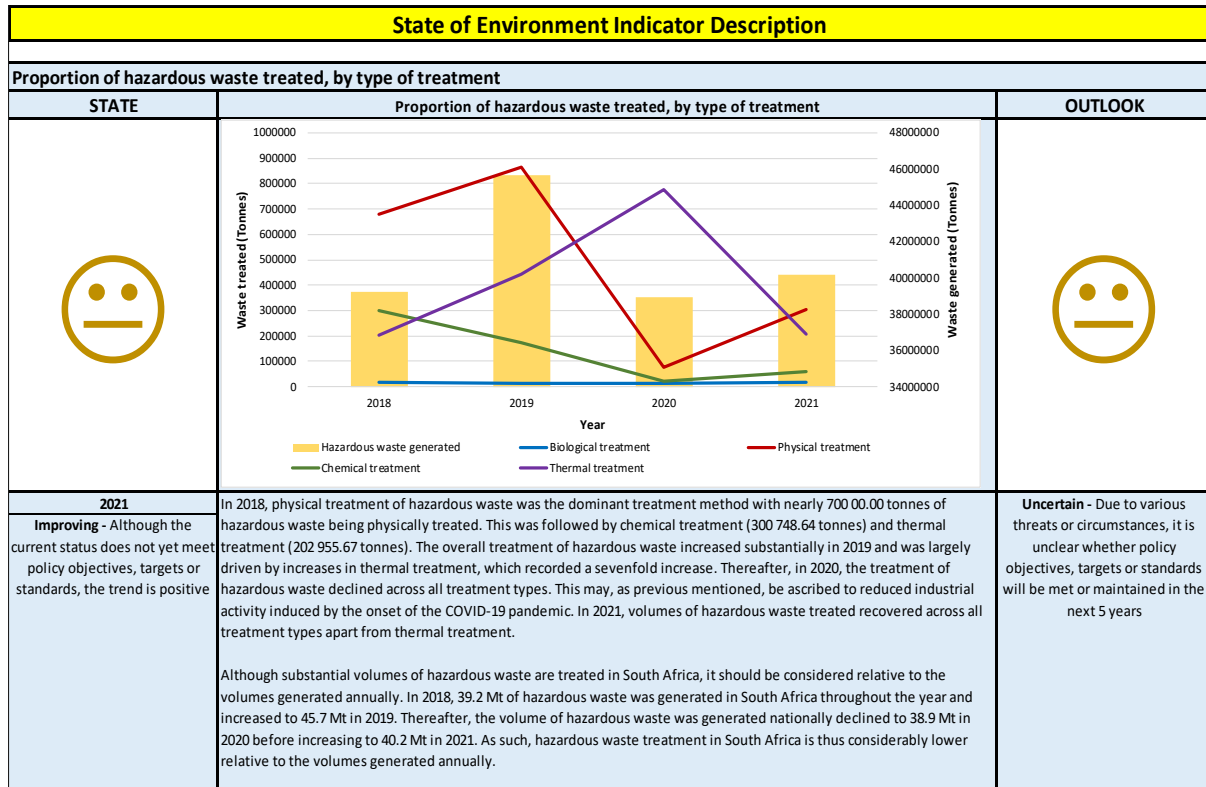 State of Environment Indicator Description
Proportion of hazardous waste treated, by type of treatment
STATE
Proportion of hazardous waste treated, by type of treatment
OUTLOOK
Waste treated (Tonnes)
1000000
900000
800000
700000
600000
500000
400000
300000
200000
100000
0
48000000
46000000
44000000
42000000
40000000
38000000
36000000
34000000
Waste generated (Tonnes)
2018
2019
2020
2021
Year
Hazardous waste generated
Biological treatment
Physical treatment
Chemical treatment
Thermal treatment
2021
Improving - Although the
current status does not yet meet
policy objectives, targets or
standards, the trend is positive
In 2018, physical treatment of hazardous waste was the dominant treatment method with nearly 700 00.00 tonnes of
hazardous waste being physically treated. This was followed by chemical treatment (300 748.64 tonnes) and thermal
treatment (202 955.67 tonnes). The overall treatment of hazardous waste increased substantially in 2019 and was largely
driven by increases in thermal treatment, which recorded a sevenfold increase. Thereafter, in 2020, the treatment of
hazardous waste declined across all treatment types. This may, as previous mentioned, be ascribed to reduced industrial
activity induced by the onset of the COVID-19 pandemic. In 2021, volumes of hazardous waste treated recovered across all
treatment types apart from thermal treatment.
Although substantial volumes of hazardous waste are treated in South Africa, it should be considered relative to the
volumes generated annually. In 2018, 39.2 Mt of hazardous waste was generated in South Africa throughout the year and
increased to 45.7 Mt in 2019. Thereafter, the volume of hazardous waste was generated nationally declined to 38.9 Mt in
2020 before increasing to 40.2 Mt in 2021. As such, hazardous waste treatment in South Africa is thus considerably lower
relative to the volumes generated annually.
Uncertain - Due to various
threats or circumstances, it is
unclear whether policy
objectives, targets or standards
will be met or maintained in the
next 5 years